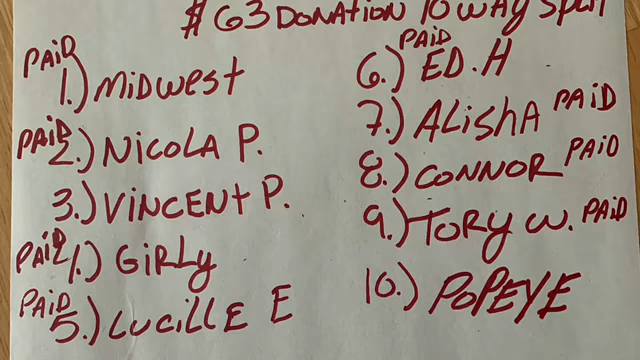 # 63 DONATION 10 WAY SPLIT
PAID
1.) MIDWEST
PAID 2.) NICOLA P.
3.) VINCENT P.
PAID 4.) GIRLY
PAID
5.) LUCILLE E
PAID
6.) ED.H
7.) ALISHA PAID
8.) CONNOR PAID
9.) TORY W. PAID
10.) POPEYE